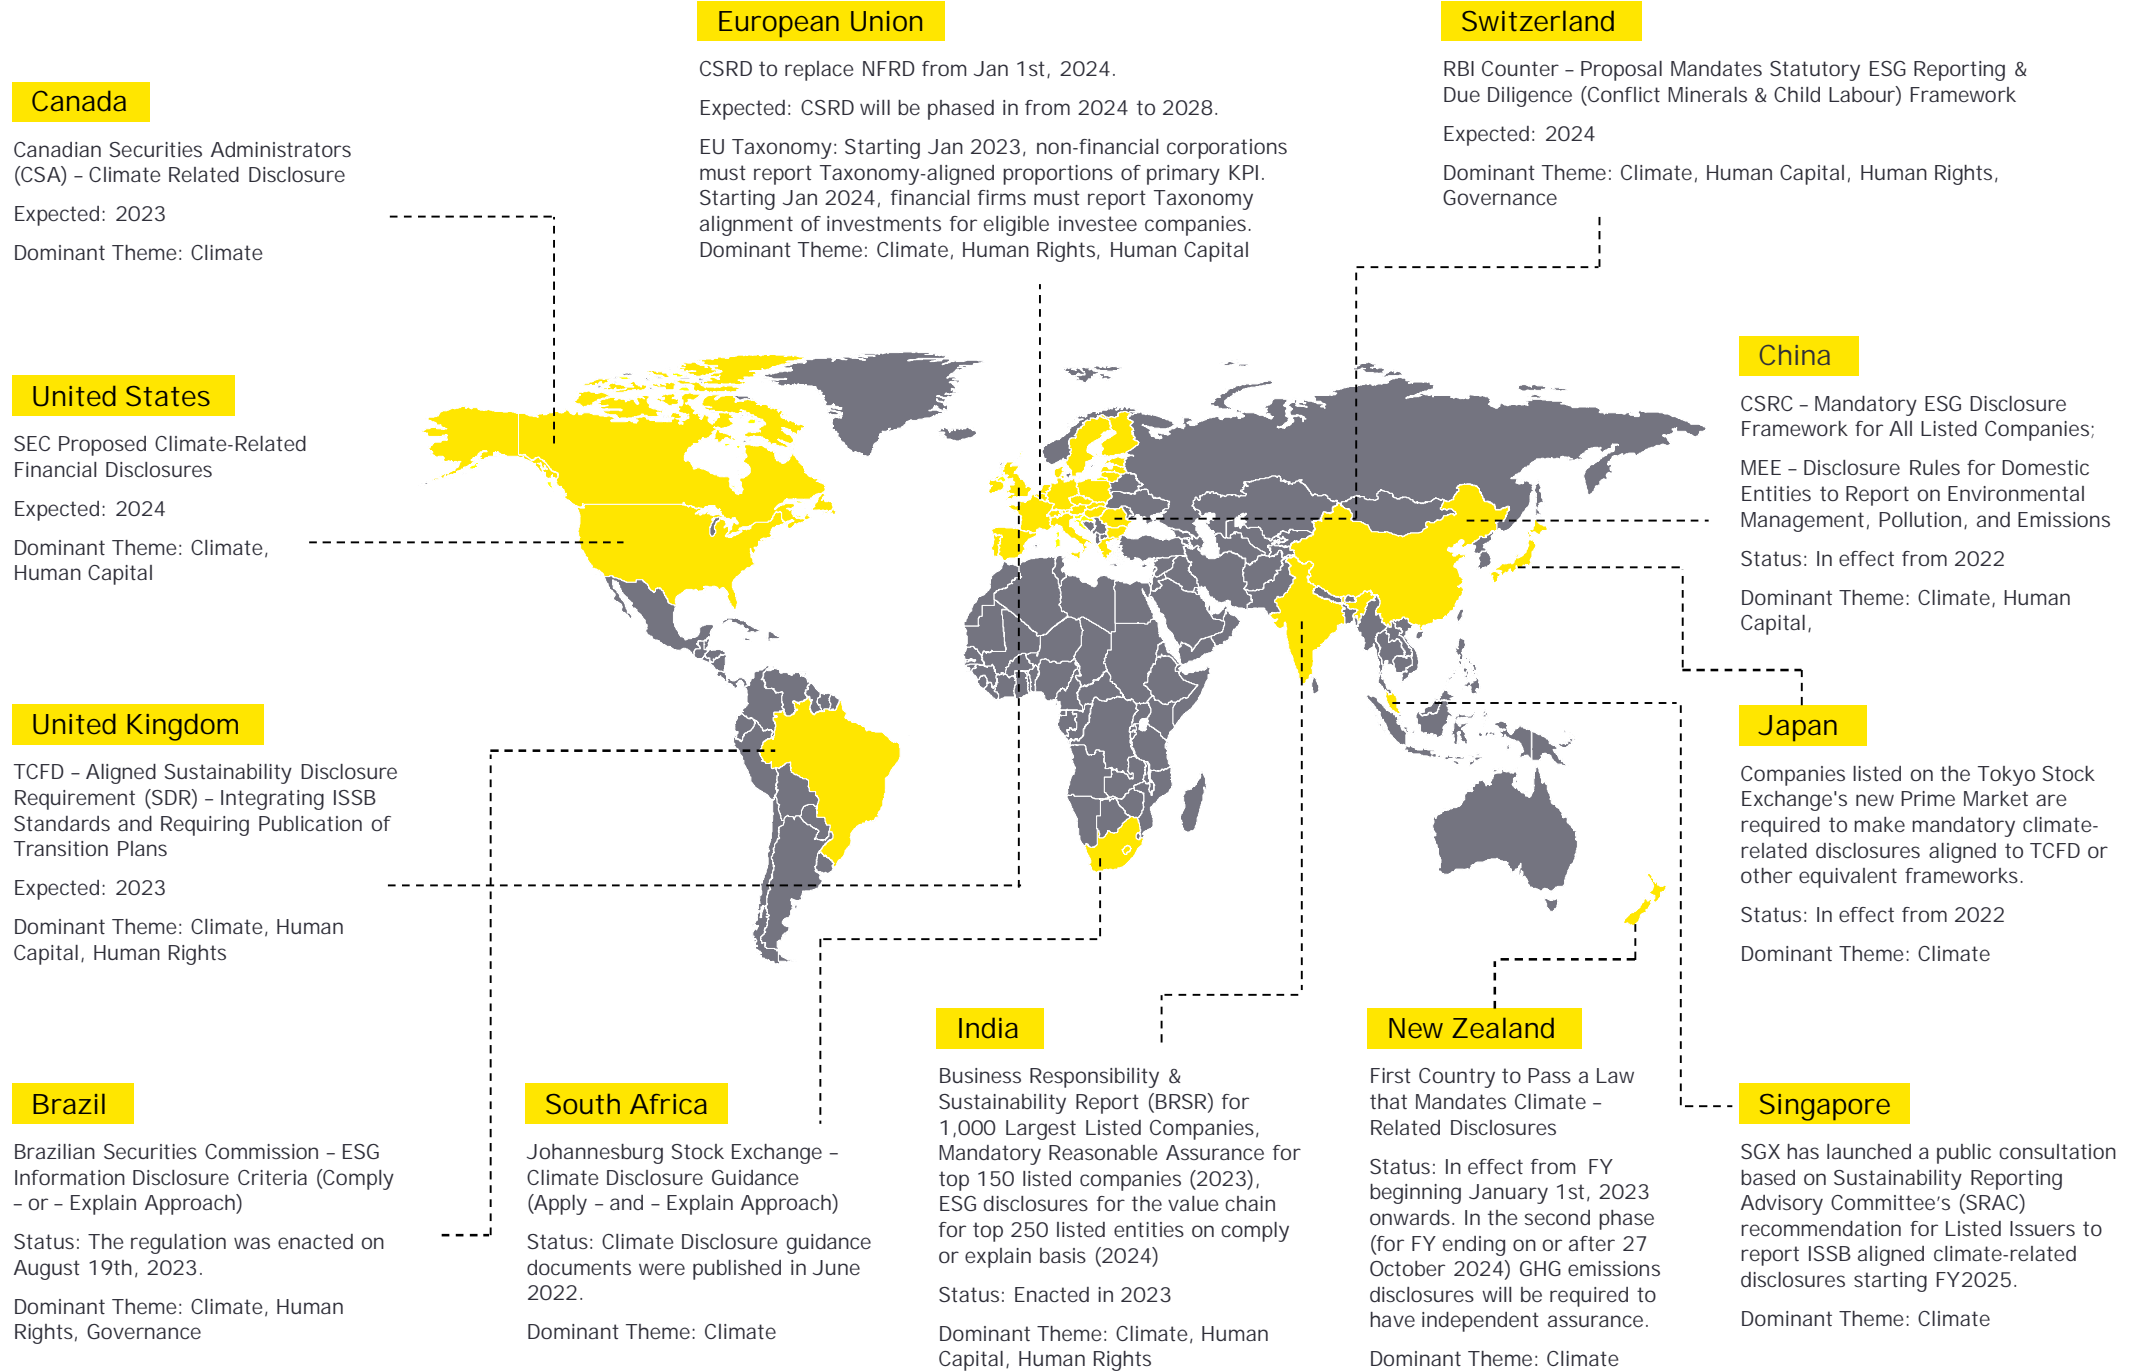 European Union
CSRD to replace NFRD from Jan 1st, 2024.
Expected: CSRD will be phased in from 2024 to 2028.
EU Taxonomy: Starting Jan 2023, non-financial corporations
must report Taxonomy-aligned proportions of primary KPI.
Starting Jan 2024, financial firms must report Taxonomy
alignment of investments for eligible investee companies.
Dominant Theme: Climate, Human Rights, Human Capital
Switzerland
RBI Counter – Proposal Mandates Statutory ESG Reporting &
Due Diligence (Conflict Minerals & Child Labour) Framework
Expected: 2024
Dominant Theme: Climate, Human Capital, Human Rights,
Governance
Canada
Canadian Securities Administrators
(CSA) – Climate Related Disclosure
Expected: 2023
Dominant Theme: Climate
United States
SEC Proposed Climate-Related
Financial Disclosures
Expected: 2024
Dominant Theme: Climate,
Human Capital
China
CSRC – Mandatory ESG Disclosure
Framework for All Listed Companies;
MEE – Disclosure Rules for Domestic
Entities to Report on Environmental
Management, Pollution, and Emissions
Status: In effect from 2022
Dominant Theme: Climate, Human
Capital,
United Kingdom
TCFD – Aligned Sustainability Disclosure
Requirement (SDR) – Integrating ISSB
Standards and Requiring Publication of
Transition Plans
Expected: 2023
Dominant Theme: Climate, Human
Capital, Human Rights
Japan
Companies listed on the Tokyo Stock
Exchange's new Prime Market are
required to make mandatory climate-
related disclosures aligned to TCFD or
other equivalent frameworks.
Status: In effect from 2022
Dominant Theme: Climate
Brazil
Brazilian Securities Commission – ESG
Information Disclosure Criteria (Comply
– or – Explain Approach)
Status: The regulation was enacted on
August 19th, 2023.
Dominant Theme: Climate, Human
Rights, Governance
South Africa
Johannesburg Stock Exchange –
Climate Disclosure Guidance
(Apply – and – Explain Approach)
Status: Climate Disclosure guidance
documents were published in June
2022.
Dominant Theme: Climate
India
Business Responsibility &
Sustainability Report (BRSR) for
1,000 Largest Listed Companies,
Mandatory Reasonable Assurance for
top 150 listed companies (2023),
ESG disclosures for the value chain
for top 250 listed entities on comply
or explain basis (2024)
Status: Enacted in 2023
Dominant Theme: Climate, Human
Capital, Human Rights
New Zealand
First Country to Pass a Law
that Mandates Climate –
Related Disclosures
Status: In effect from FY
beginning January 1st, 2023
onwards. In the second phase
(for FY ending on or after 27
October 2024) GHG emissions
disclosures will be required to
have independent assurance.
Dominant Theme: Climate
Singapore
SGX has launched a public consultation
based on Sustainability Reporting
Advisory Committee’s (SRAC)
recommendation for Listed Issuers to
report ISSB aligned climate-related
disclosures starting FY2025.
Dominant Theme: Climate